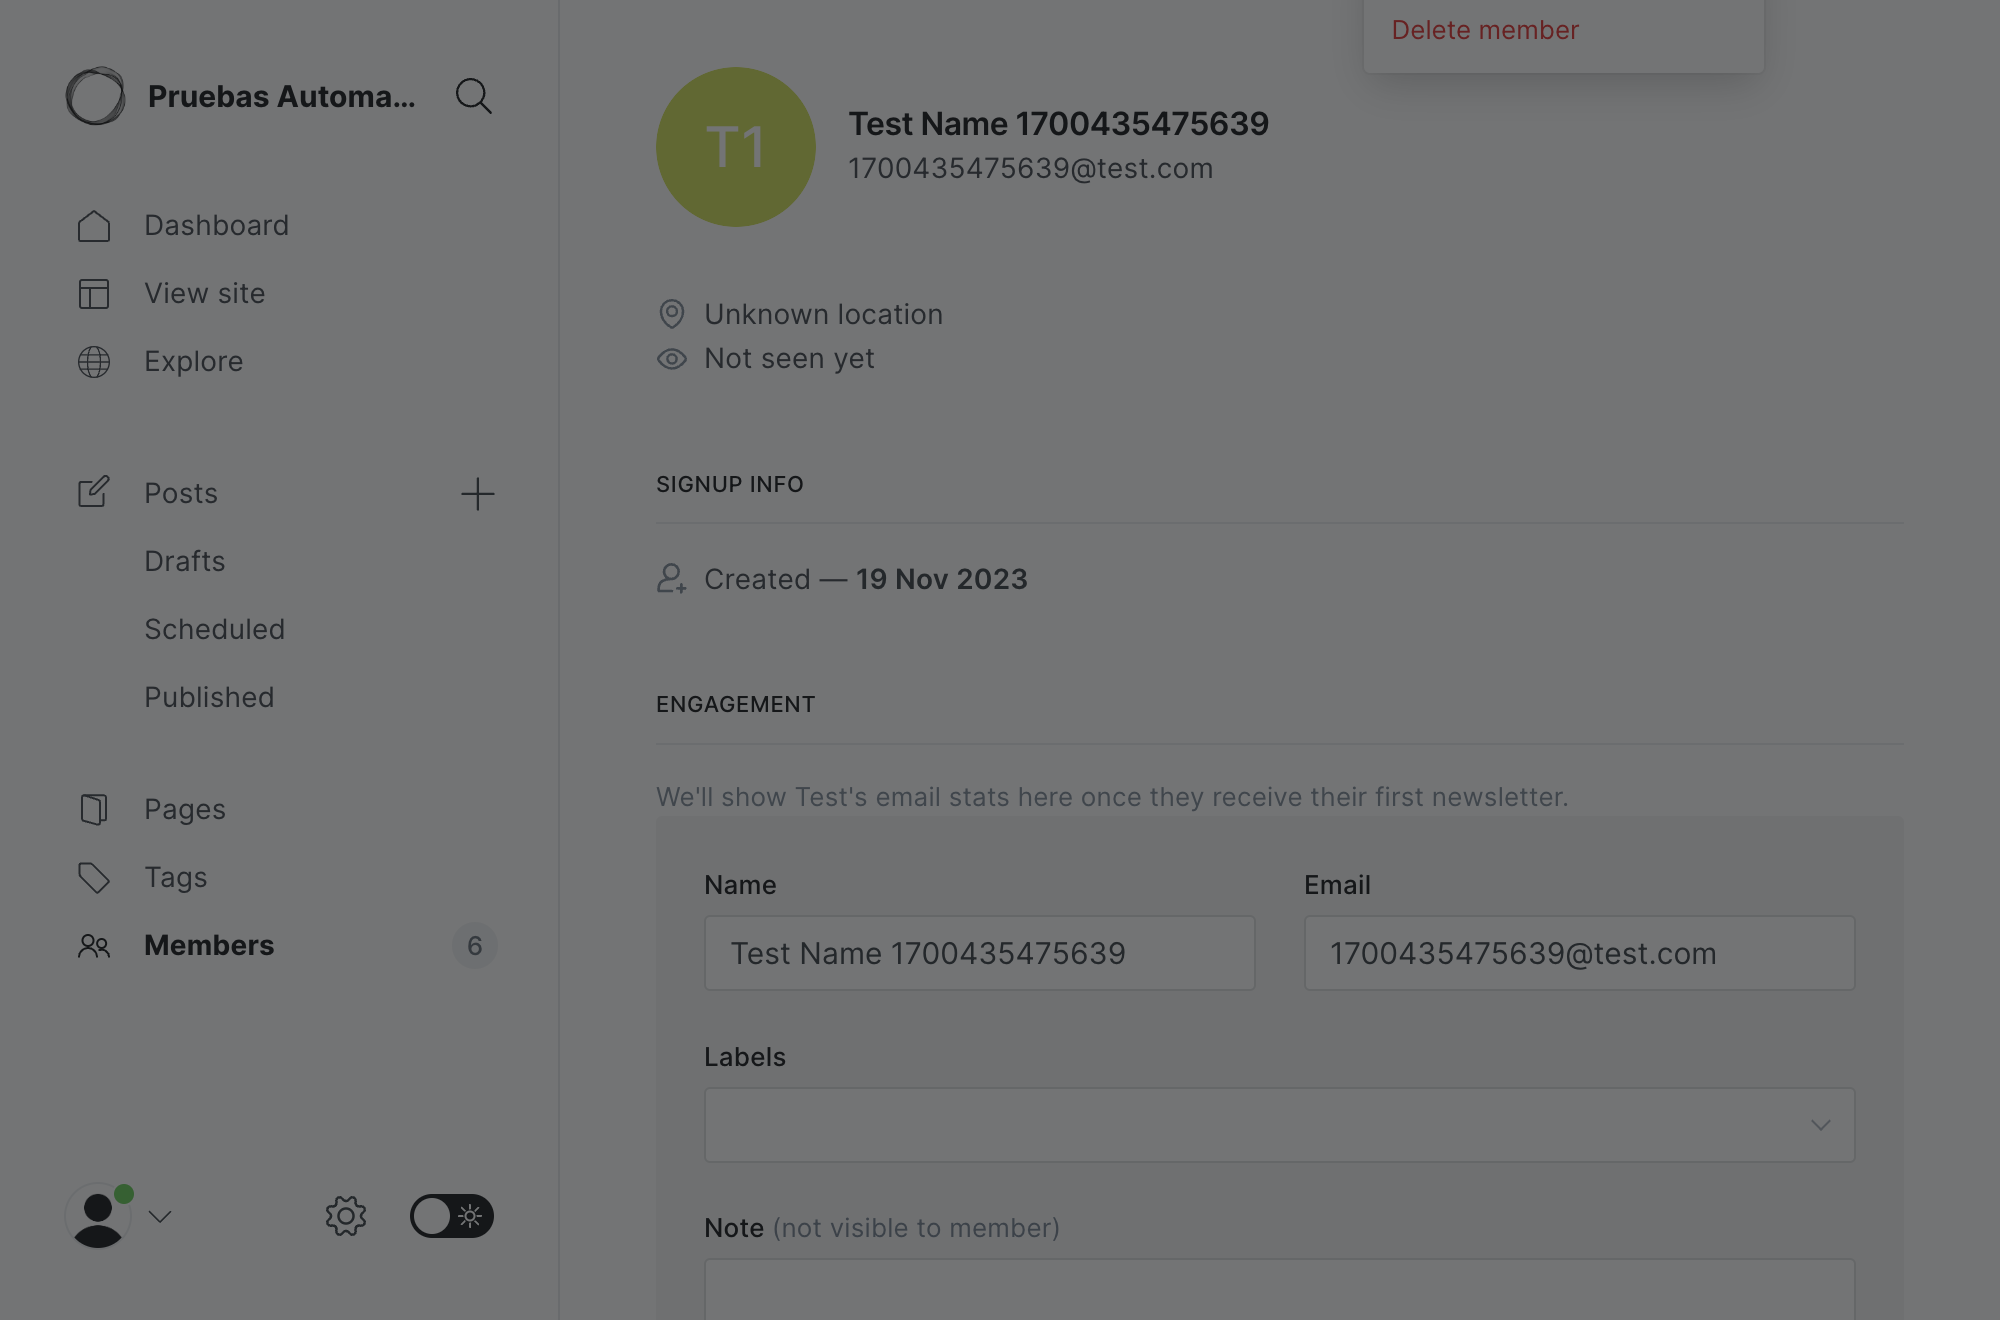 Pruebas Automa...
Dashboard
View site
Explore
Posts
Drafts
Scheduled
Published
Pages
Tags
Members 6
Delete member
T1
Test Name 1700435475639
1700435475639@test.com
Unknown location
Not seen yet
SIGNUP INFO
Created — 19 Nov 2023
ENGAGEMENT
We'll show Test's email stats here once they receive their first newsletter.
Name
Test Name 1700435475639
Email
1700435475639@test.com
Labels
Note (not visible to member)